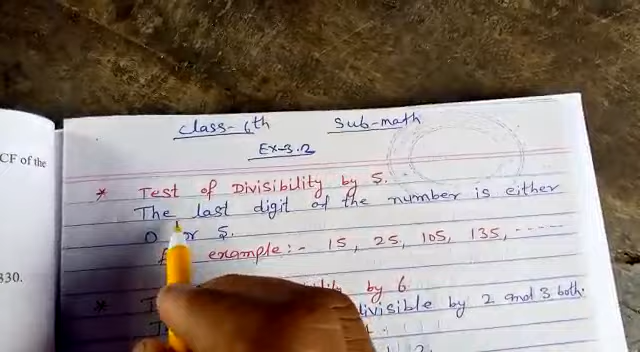 CF of the
330.
Class-6th Sub-math
Ex-3.2
* Test of Divisibility by 5.
The last digit of the number is either
0 5.
example:- 15, 25, 105, 135, -----
* by 6
divisible by 2 and 3 both.